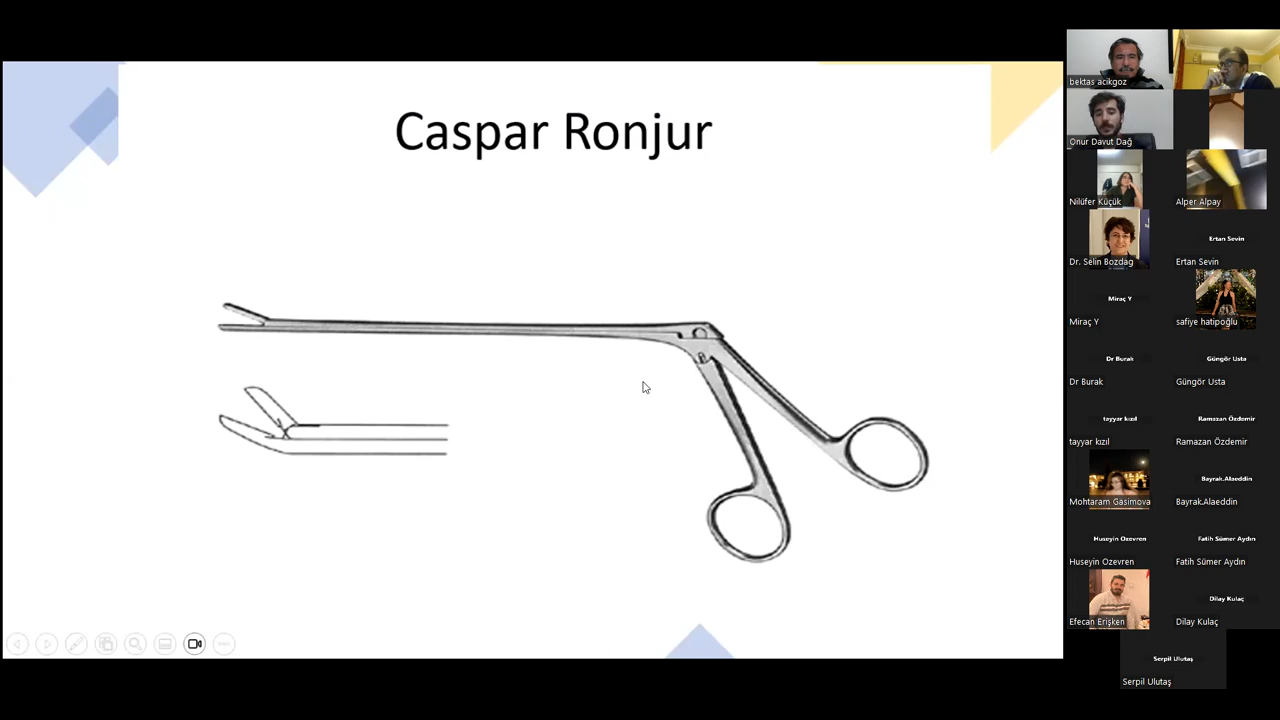 Caspar Ronjur
bektas acikgoz
Onur Davut Dağ
Nilüfer Küçük
Alper Alpay
Dr. Selin Bozdag
Ertan Sevin
Ertan Sevin
Miraç Y
Miraç Y
safiye hatipoğlu
Dr Burak
Dr Burak
Güngör Usta
Güngör Usta
tayyar kızıl
tayyar kızıl
Ramazan Özdemir
Ramazan Özdemir
Mohtaram Gasimova
Bayrak.Alaeddin
Bayrak.Alaeddin
Huseyin Ozevren
Huseyin Ozevren
Fatih Sümer Aydın
Fatih Sümer Aydın
Efecan Erişken
Dilay Kulaç
Dilay Kulaç
Serpil Ulutaş
Serpil Ulutaş